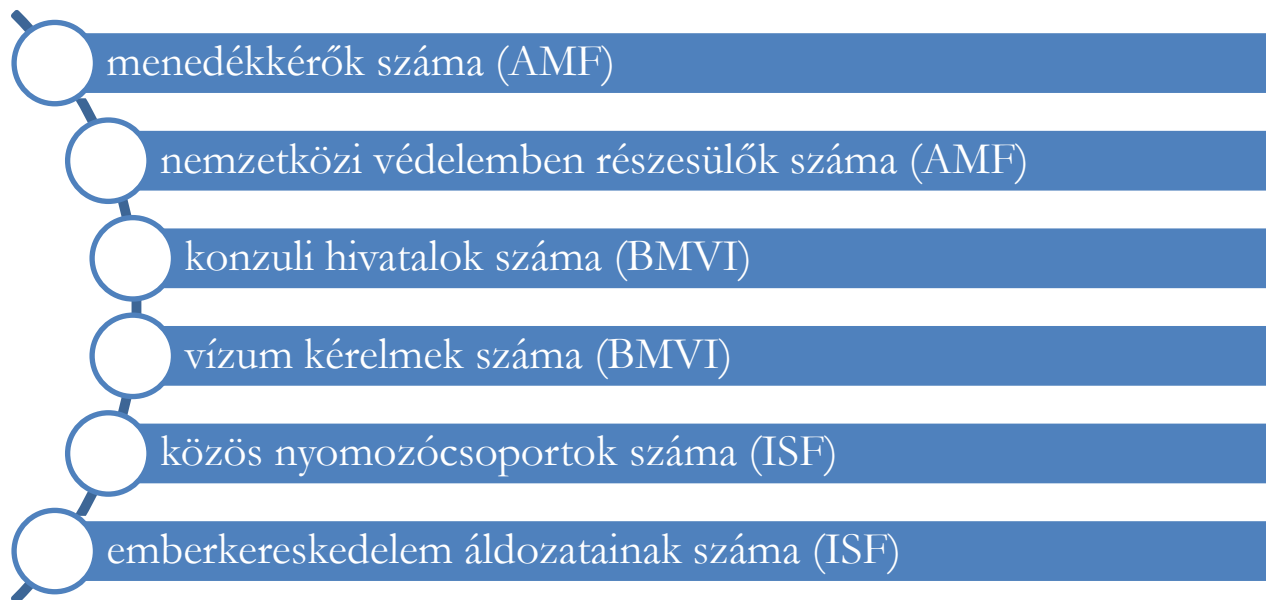 menedékkérők száma (AMF)
nemzetközi védelemben részesülők száma (AMF)
konzuli hivatalok száma (BMVI)
vízum kérelmek száma (BMVI)
közös nyomozócsoportok száma (ISF)
emberkereskedelem áldozatainak száma (ISF)